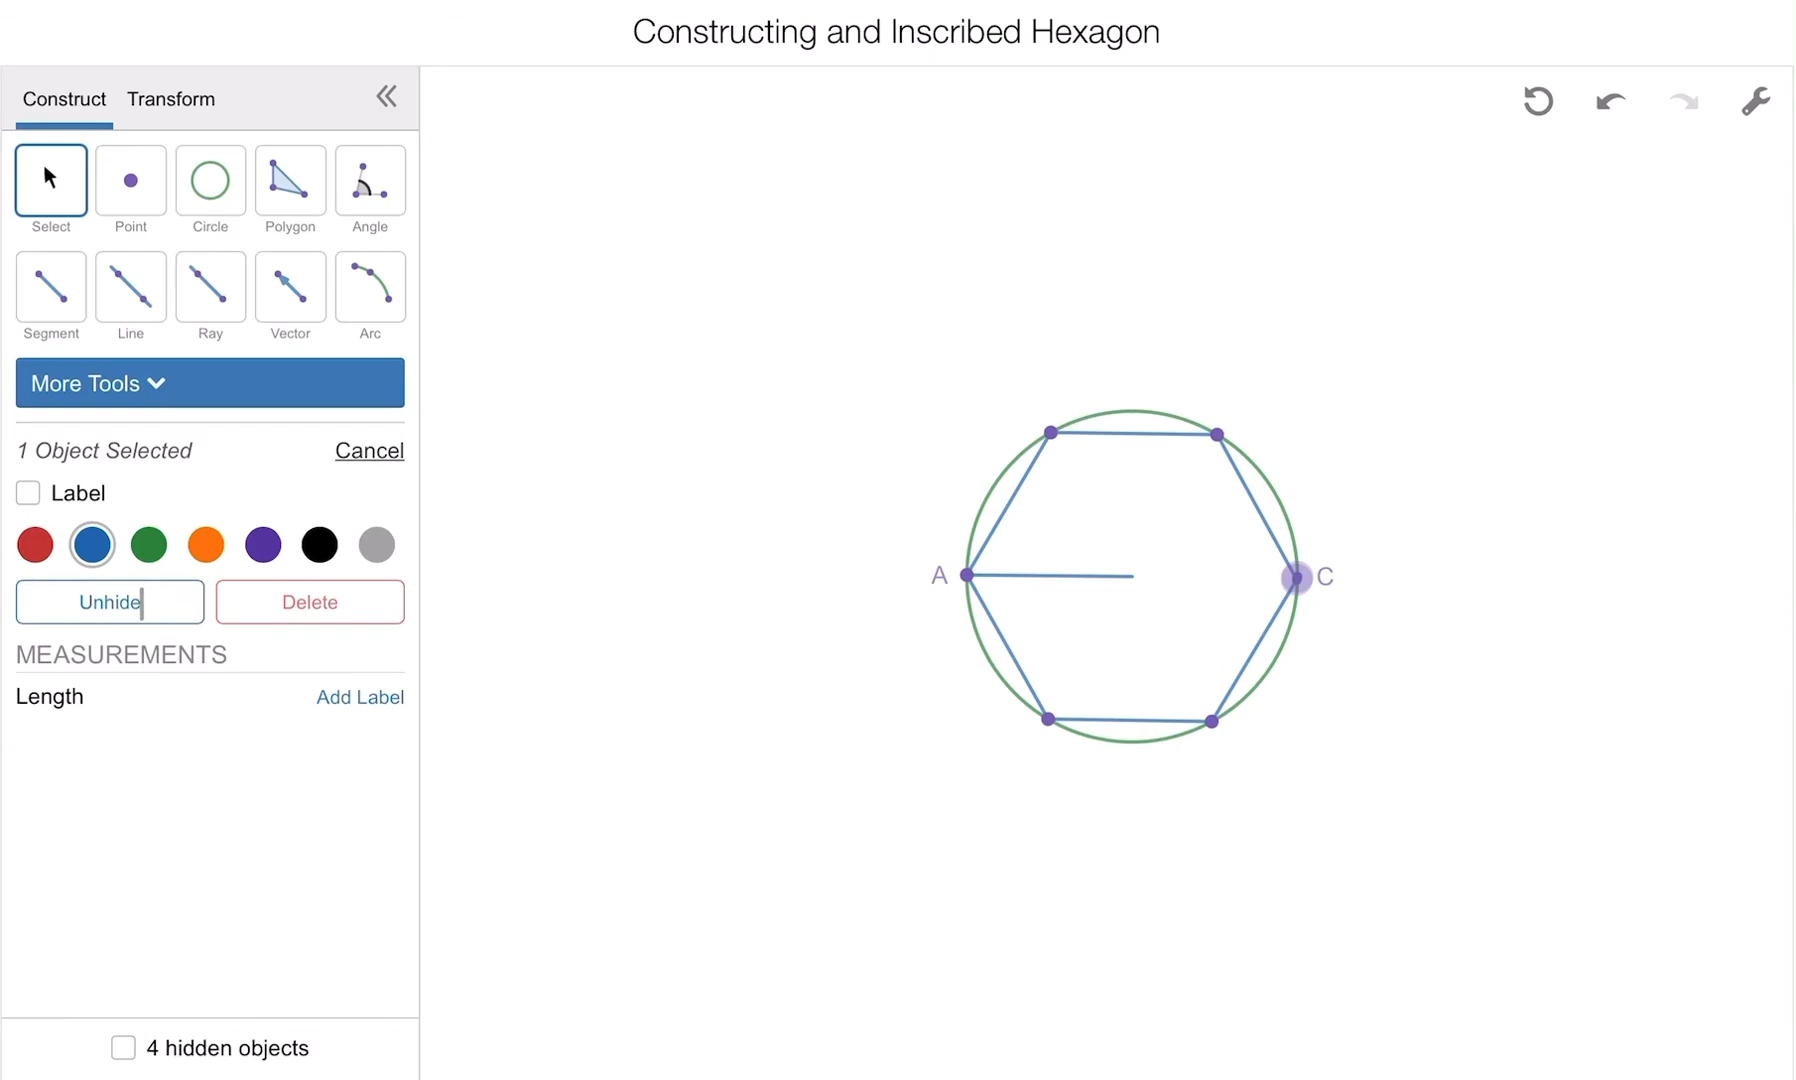 Constructing and Inscribed Hexagon
Construct Transform
Select Point Circle Polygon Angle
Segment Line Ray Vector Arc
More Tools
1 Object Selected Cancel
Label
Unhide Delete
MEASUREMENTS
Length Add Label
A C
4 hidden objects